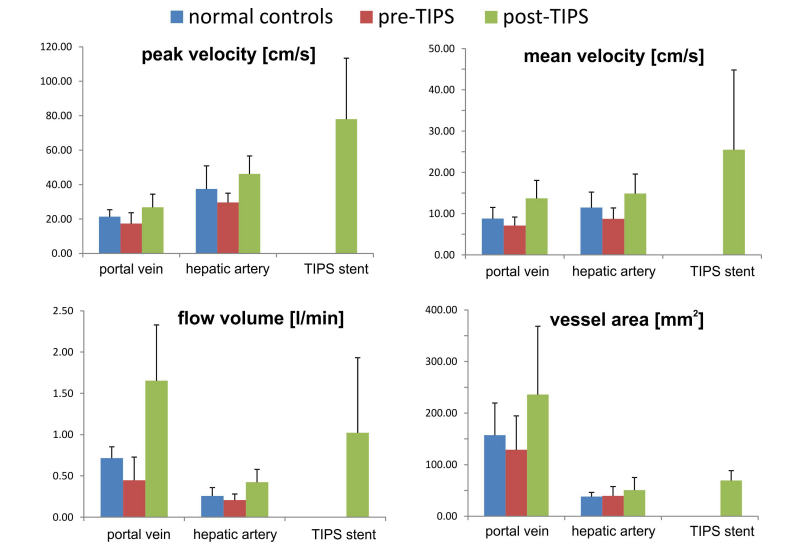 normal controls pre-TIPS post-TIPS
peak velocity [cm/s]
120.00
100.00
80.00
60.00
40.00
20.00
0.00
portal vein hepatic artery TIPS stent
mean velocity [cm/s]
50.00
40.00
30.00
20.00
10.00
0.00
portal vein hepatic artery TIPS stent
flow volume [l/min]
2.50
2.00
1.50
1.00
0.50
0.00
portal vein hepatic artery TIPS stent
vessel area [mm²]
400.00
300.00
200.00
100.00
0.00
portal vein hepatic artery TIPS stent